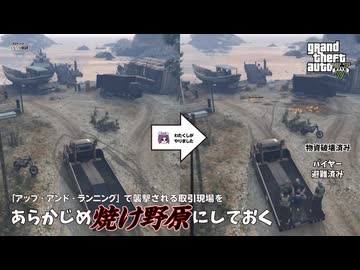 grand
theft
auto
V
わたくしが
やりました
物資破壊済み
バイヤー
避難済み
「アップ・アンド・ランニング」で襲撃される取引現場を
あらかじめ焼け野原にしておく